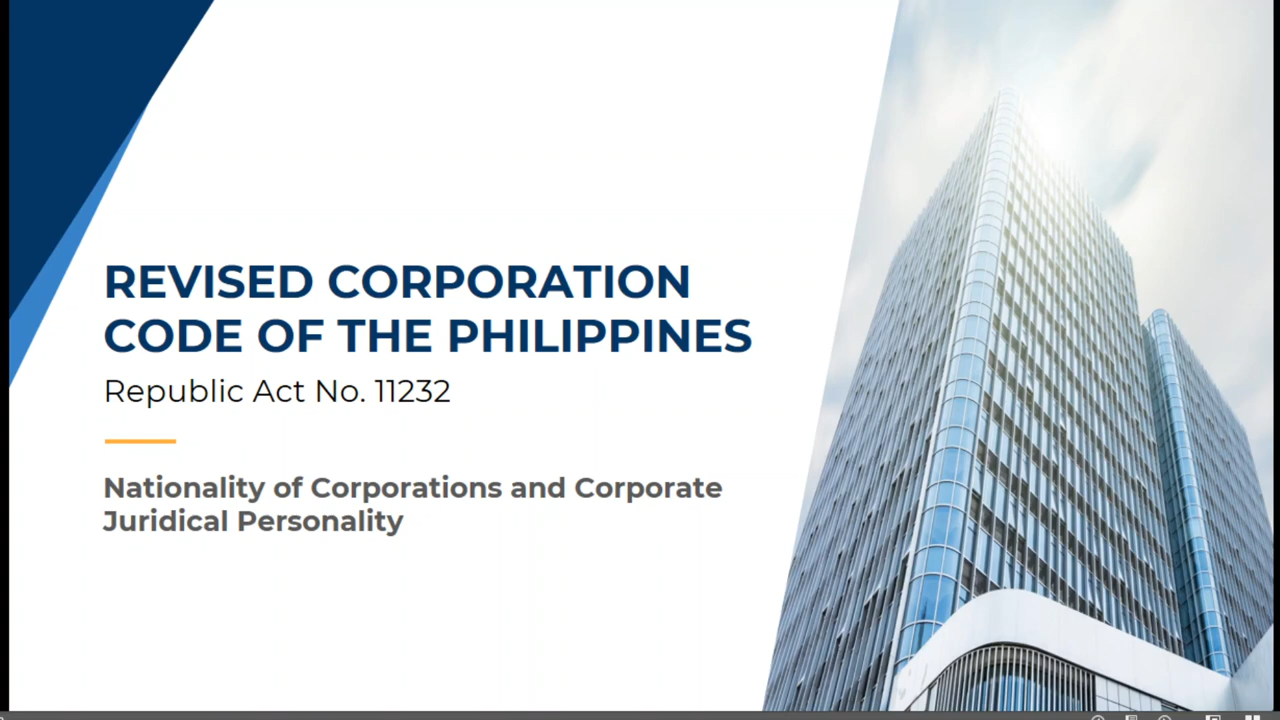 REVISED CORPORATION
CODE OF THE PHILIPPINES
Republic Act No. 11232
Nationality of Corporations and Corporate
Juridical Personality